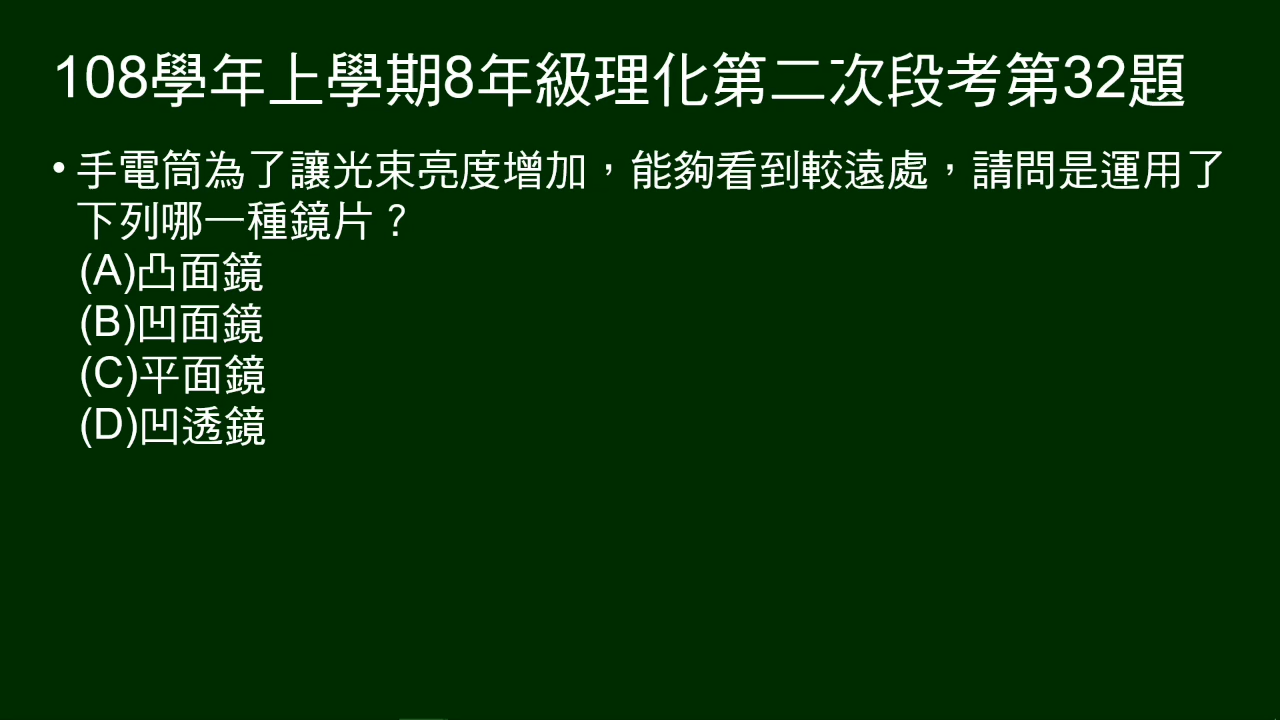 108學年上學期8年級理化第二次段考第32題
• 手電筒為了讓光束亮度增加，能夠看到較遠處，請問是運用了
下列哪一種鏡片？
(A)凸面鏡
(B)凹面鏡
(C)平面鏡
(D)凹透鏡